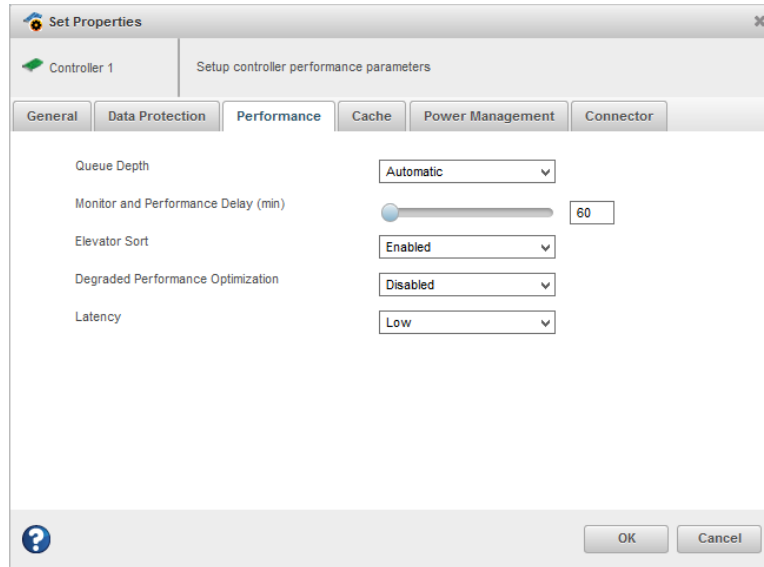 Set Properties
Controller 1
Setup controller performance parameters
General Data Protection Performance Cache Power Management Connector
Queue Depth Automatic
Monitor and Performance Delay (min) 60
Elevator Sort Enabled
Degraded Performance Optimization Disabled
Latency Low
? OK Cancel